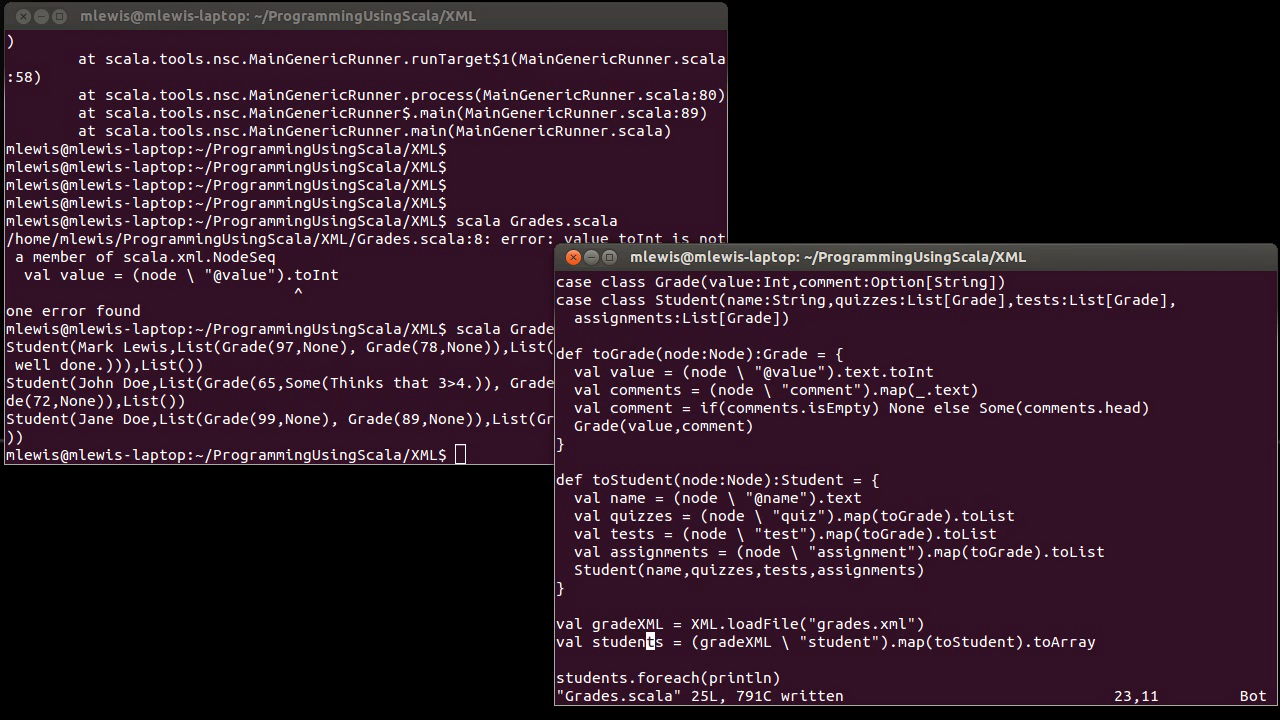 mlewis@mlewis-laptop: ~/ProgrammingUsingScala/XML
)
        at scala.tools.nsc.MainGenericRunner.runTarget$1(MainGenericRunner.scala
:58)
        at scala.tools.nsc.MainGenericRunner.process(MainGenericRunner.scala:80)
        at scala.tools.nsc.MainGenericRunner$.main(MainGenericRunner.scala:89)
        at scala.tools.nsc.MainGenericRunner.main(MainGenericRunner.scala)
mlewis@mlewis-laptop:~/ProgrammingUsingScala/XML$
mlewis@mlewis-laptop:~/ProgrammingUsingScala/XML$
mlewis@mlewis-laptop:~/ProgrammingUsingScala/XML$
mlewis@mlewis-laptop:~/ProgrammingUsingScala/XML$
mlewis@mlewis-laptop:~/ProgrammingUsingScala/XML$ scala Grades.scala
/home/mlewis/ProgrammingUsingScala/XML/Grades.scala:8: error: value toInt is not
 a member of scala.xml.NodeSeq
  val value = (node \ "@value").toInt
                                ^
one error found
mlewis@mlewis-laptop:~/ProgrammingUsingScala/XML$ scala Grade
Student(Mark Lewis,List(Grade(97,None), Grade(78,None)),List(
 well done.))),List())
Student(John Doe,List(Grade(65,Some(Thinks that 3>4.)), Grade
de(72,None)),List())
Student(Jane Doe,List(Grade(99,None), Grade(89,None)),List(Gr
))
mlewis@mlewis-laptop:~/ProgrammingUsingScala/XML$
mlewis@mlewis-laptop: ~/ProgrammingUsingScala/XML
case class Grade(value:Int,comment:Option[String])
case class Student(name:String,quizzes:List[Grade],tests:List[Grade],
  assignments:List[Grade])

def toGrade(node:Node):Grade = {
  val value = (node \ "@value").text.toInt
  val comments = (node \ "comment").map(_.text)
  val comment = if(comments.isEmpty) None else Some(comments.head)
  Grade(value,comment)
}

def toStudent(node:Node):Student = {
  val name = (node \ "@name").text
  val quizzes = (node \ "quiz").map(toGrade).toList
  val tests = (node \ "test").map(toGrade).toList
  val assignments = (node \ "assignment").map(toGrade).toList
  Student(name,quizzes,tests,assignments)
}

val gradeXML = XML.loadFile("grades.xml")
val students = (gradeXML \ "student").map(toStudent).toArray

students.foreach(println)
"Grades.scala" 25L, 791C written 23,11 Bot